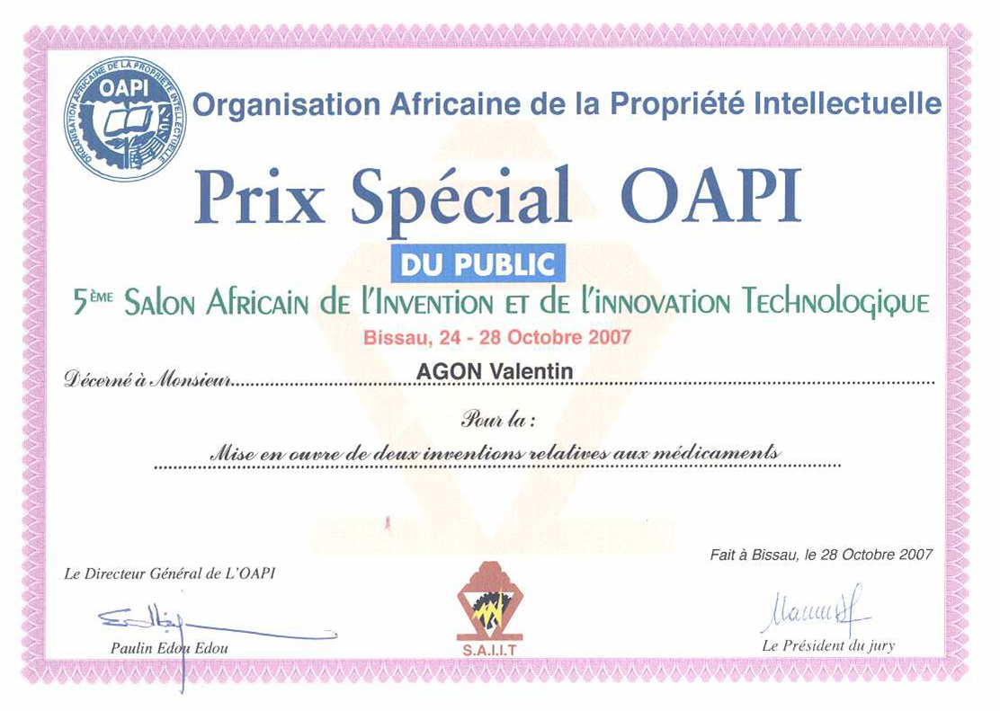 ORGANISATION AFRICAINE DE LA PROPRIETE INTELLECTUELLE
OAPI
Organisation Africaine de la Propriété Intellectuelle
Prix Spécial OAPI
DU PUBLIC
5ÈME SALON AFRICAIN DE L'INVENTION ET DE L'INNOVATION TECHNOLOGIQUE
Bissau, 24 - 28 Octobre 2007
Décerné à Monsieur AGON Valentin
Pour la :
Mise en ouvre de deux inventions relatives aux médicaments
Fait à Bissau, le 28 Octobre 2007
Le Directeur Général de L'OAPI
Paulin Edou Edou
S.A.I.I.T
Le Président du jury